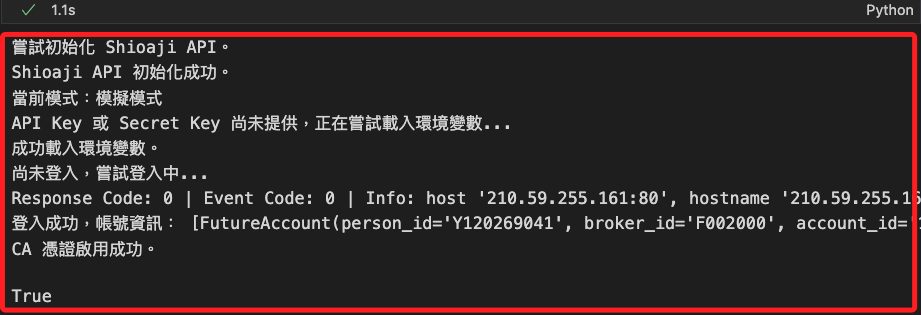 1.1s
Python
嘗試初始化 Shioaji API。
Shioaji API 初始化成功。
當前模式：模擬模式
API Key 或 Secret Key 尚未提供，正在嘗試載入環境變數...
成功載入環境變數。
尚未登入，嘗試登入中...
Response Code: 0 | Event Code: 0 | Info: host '210.59.255.161:80', hostname '210.59.255.16
登入成功，帳號資訊： [FutureAccount(person_id='Y120269041', broker_id='F002000', account_id='
CA 憑證啟用成功。
True